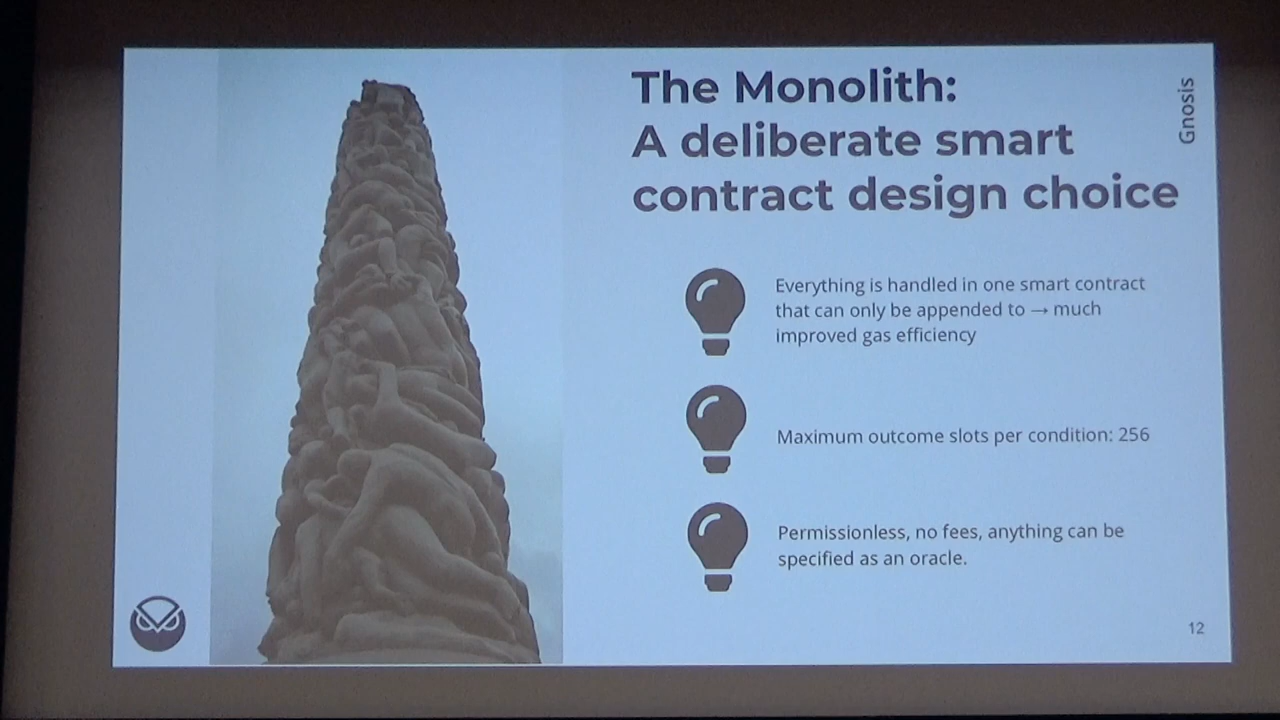 The Monolith:
A deliberate smart
contract design choice
Gnosis
Everything is handled in one smart contract
that can only be appended to → much
improved gas efficiency
Maximum outcome slots per condition: 256
Permissionless, no fees, anything can be
specified as an oracle.
12